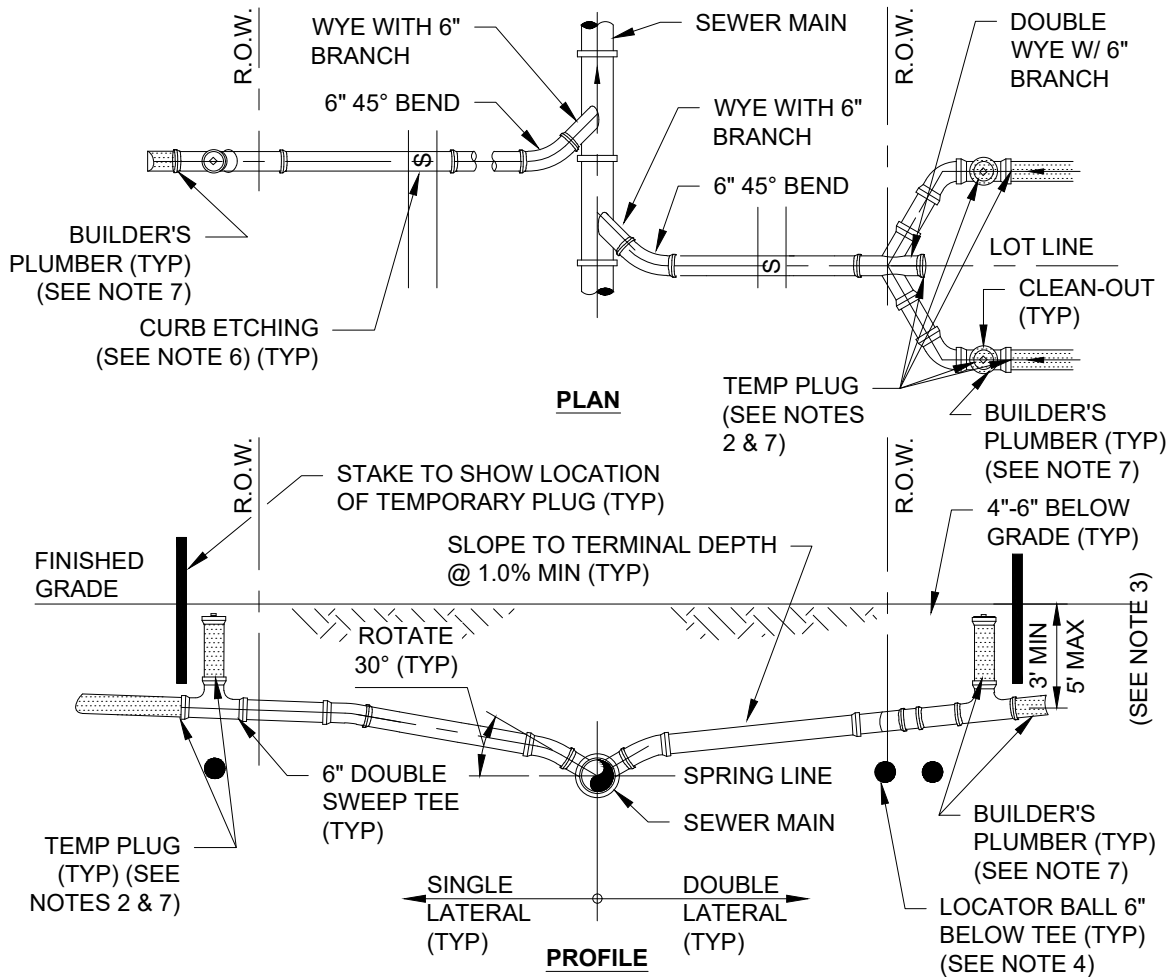 R.O.W.
WYE WITH 6"
BRANCH
6" 45° BEND
SEWER MAIN
WYE WITH 6"
BRANCH
6" 45° BEND
R.O.W.
DOUBLE
WYE W/ 6"
BRANCH
S
S
BUILDER'S
PLUMBER (TYP)
(SEE NOTE 7)
CURB ETCHING
(SEE NOTE 6) (TYP)
LOT LINE
CLEAN-OUT
(TYP)
TEMP PLUG
(SEE NOTES
2 & 7)
BUILDER'S
PLUMBER (TYP)
(SEE NOTE 7)
PLAN
R.O.W.
STAKE TO SHOW LOCATION
OF TEMPORARY PLUG (TYP)
SLOPE TO TERMINAL DEPTH
@ 1.0% MIN (TYP)
R.O.W.
4"-6" BELOW
GRADE (TYP)
FINISHED
GRADE
ROTATE
30° (TYP)
3' MIN
5' MAX
(SEE NOTE 3)
6" DOUBLE
SWEEP TEE
(TYP)
SPRING LINE
SEWER MAIN
TEMP PLUG
(TYP) (SEE
NOTES 2 & 7)
BUILDER'S
PLUMBER (TYP)
(SEE NOTE 7)
SINGLE
LATERAL
(TYP)
DOUBLE
LATERAL
(TYP)
LOCATOR BALL 6"
BELOW TEE (TYP)
(SEE NOTE 4)
PROFILE